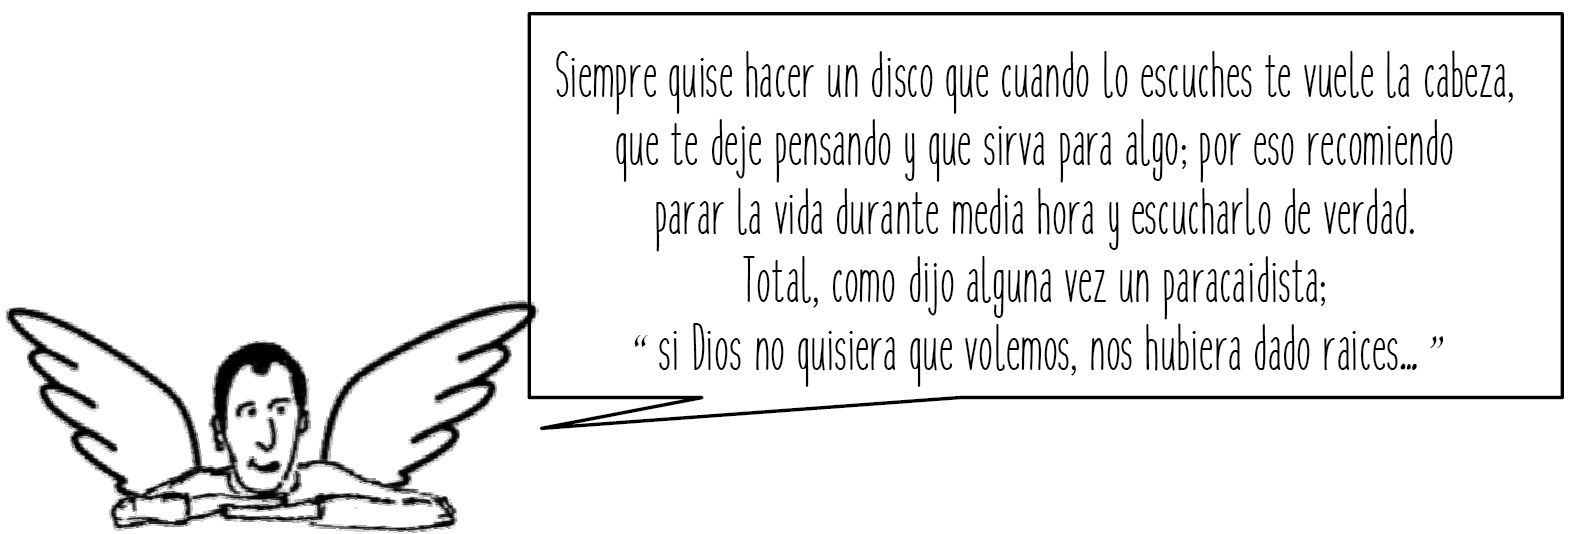 Siempre quise hacer un disco que cuando lo escuches te vuele la cabeza,
que te deje pensando y que sirva para algo; por eso recomiendo
parar la vida durante media hora y escucharlo de verdad.
Total, como dijo alguna vez un paracaidista;
“ si Dios no quisiera que volemos, nos hubiera dado raices... ”